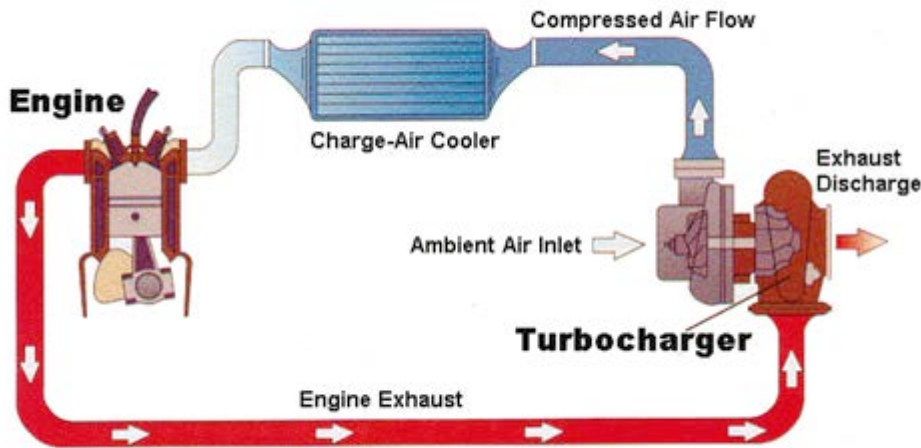 Compressed Air Flow
Engine
Charge-Air Cooler
Exhaust
Discharge
Ambient Air Inlet
Turbocharger
Engine Exhaust